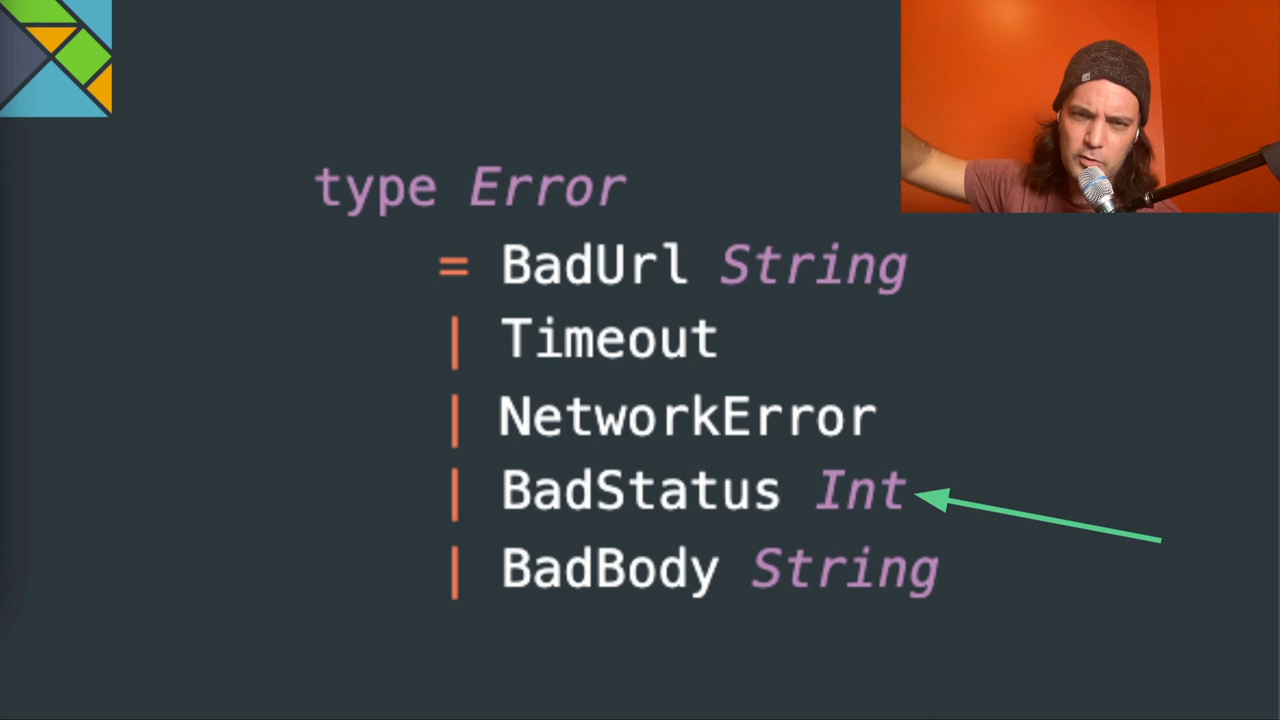 type Error
= BadUrl String
| Timeout
| NetworkError
| BadStatus Int
| BadBody String